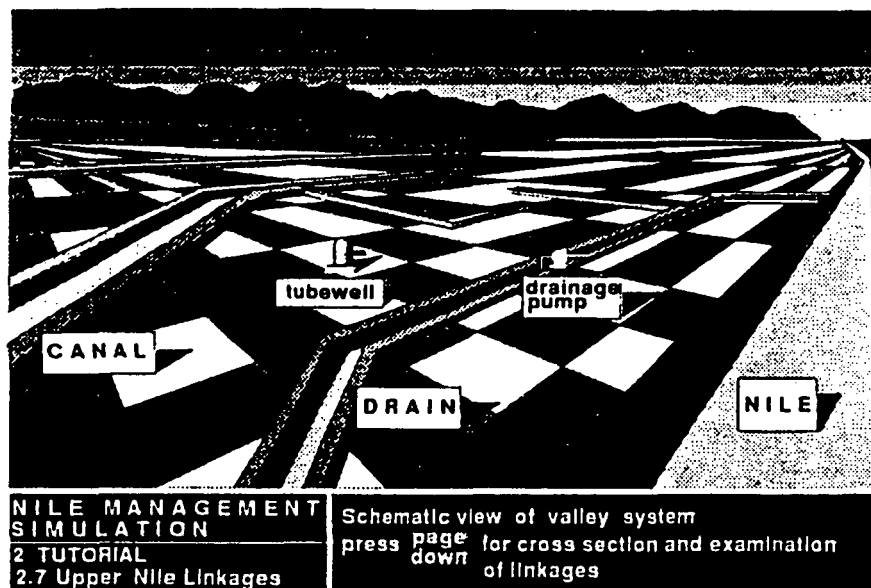 tubewell
drainage
pump
CANAL
DRAIN
NILE
NILE MANAGEMENT
SIMULATION
2 TUTORIAL
2.7 Upper Nile Linkages
Schematic view of valley system
press page down for cross section and examination
of linkages